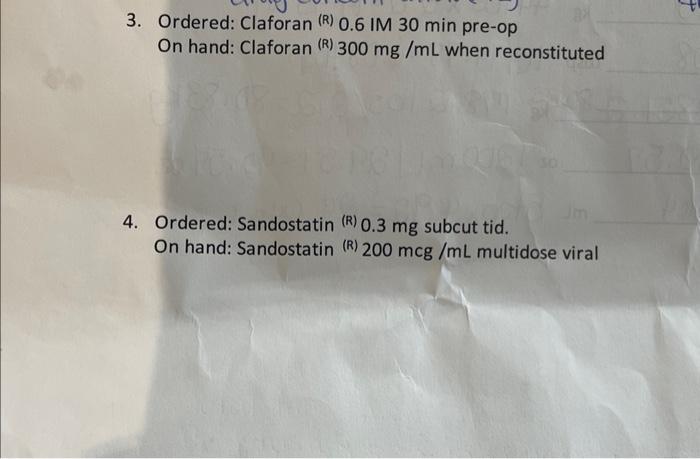 3. Ordered: Claforan (R) 0.6 IM 30 min pre-op
On hand: Claforan (R) 300 mg /mL when reconstituted
4. Ordered: Sandostatin (R) 0.3 mg subcut tid.
On hand: Sandostatin (R) 200 mcg /mL multidose viral